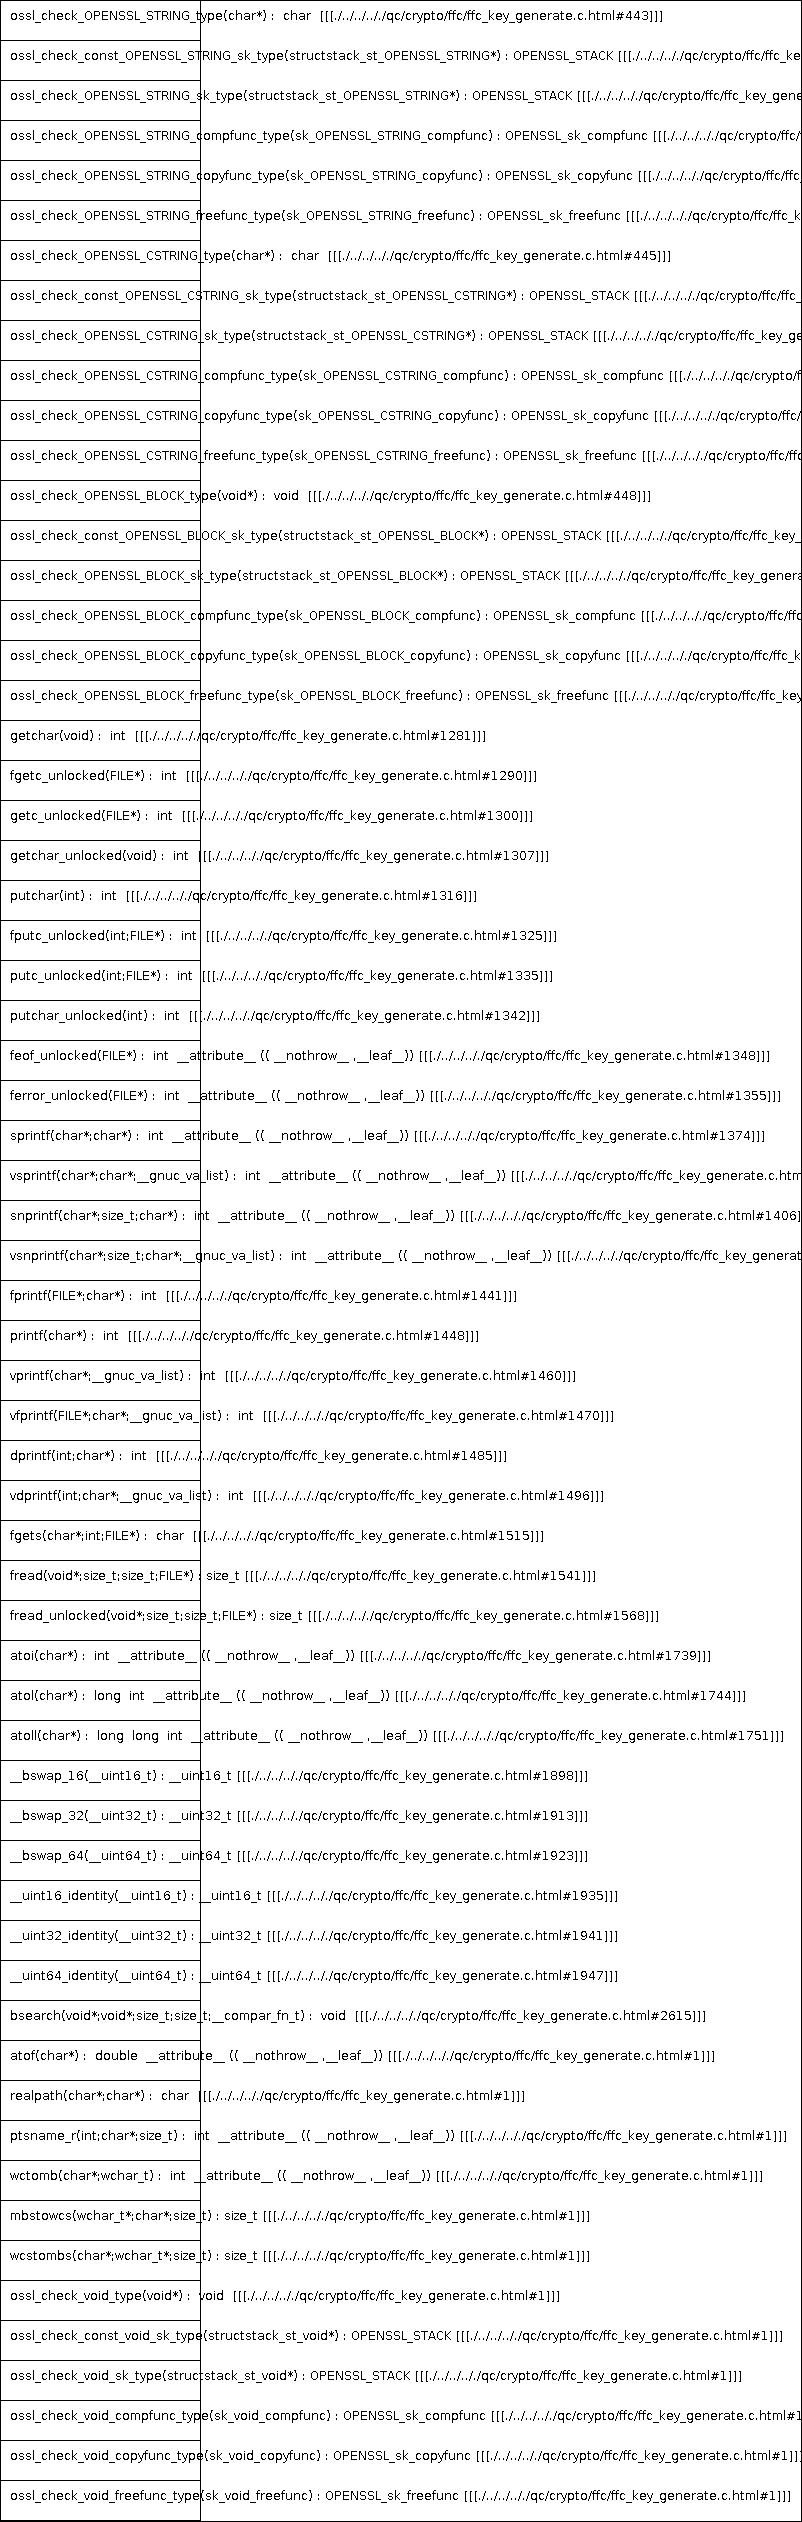 ossl_check_OPENSSL_STRING_type(char*) :  char  [[[./../../../../qc/crypto/ffc/ffc_key_generate.c.html#443]]]
ossl_check_const_OPENSSL_STRING_sk_type(structstack_st_OPENSSL_STRING*) : OPENSSL_STACK [[[./../../../../qc/crypto/ffc/ffc_ke
ossl_check_OPENSSL_STRING_sk_type(structstack_st_OPENSSL_STRING*) : OPENSSL_STACK [[[./../../../../qc/crypto/ffc/ffc_key_gene
ossl_check_OPENSSL_STRING_compfunc_type(sk_OPENSSL_STRING_compfunc) : OPENSSL_sk_compfunc [[[./../../../../qc/crypto/ffc/
ossl_check_OPENSSL_STRING_copyfunc_type(sk_OPENSSL_STRING_copyfunc) : OPENSSL_sk_copyfunc [[[./../../../../qc/crypto/ffc/ffc_
ossl_check_OPENSSL_STRING_freefunc_type(sk_OPENSSL_STRING_freefunc) : OPENSSL_sk_freefunc [[[./../../../../qc/crypto/ffc/ffc_k
ossl_check_OPENSSL_CSTRING_type(char*) :  char  [[[./../../../../qc/crypto/ffc/ffc_key_generate.c.html#445]]]
ossl_check_const_OPENSSL_CSTRING_sk_type(structstack_st_OPENSSL_CSTRING*) : OPENSSL_STACK [[[./../../../../qc/crypto/ffc/ffc_
ossl_check_OPENSSL_CSTRING_sk_type(structstack_st_OPENSSL_CSTRING*) : OPENSSL_STACK [[[./../../../../qc/crypto/ffc/ffc_key_ge
ossl_check_OPENSSL_CSTRING_compfunc_type(sk_OPENSSL_CSTRING_compfunc) : OPENSSL_sk_compfunc [[[./../../../../qc/crypto/f
ossl_check_OPENSSL_CSTRING_copyfunc_type(sk_OPENSSL_CSTRING_copyfunc) : OPENSSL_sk_copyfunc [[[./../../../../qc/crypto/ffc/
ossl_check_OPENSSL_CSTRING_freefunc_type(sk_OPENSSL_CSTRING_freefunc) : OPENSSL_sk_freefunc [[[./../../../../qc/crypto/ffc/ffc
ossl_check_OPENSSL_BLOCK_type(void*) :  void  [[[./../../../../qc/crypto/ffc/ffc_key_generate.c.html#448]]]
ossl_check_const_OPENSSL_BLOCK_sk_type(structstack_st_OPENSSL_BLOCK*) : OPENSSL_STACK [[[./../../../../qc/crypto/ffc/ffc_key_
ossl_check_OPENSSL_BLOCK_sk_type(structstack_st_OPENSSL_BLOCK*) : OPENSSL_STACK [[[./../../../../qc/crypto/ffc/ffc_key_genera
ossl_check_OPENSSL_BLOCK_compfunc_type(sk_OPENSSL_BLOCK_compfunc) : OPENSSL_sk_compfunc [[[./../../../../qc/crypto/ffc/ffc
ossl_check_OPENSSL_BLOCK_copyfunc_type(sk_OPENSSL_BLOCK_copyfunc) : OPENSSL_sk_copyfunc [[[./../../../../qc/crypto/ffc/ffc_k
ossl_check_OPENSSL_BLOCK_freefunc_type(sk_OPENSSL_BLOCK_freefunc) : OPENSSL_sk_freefunc [[[./../../../../qc/crypto/ffc/ffc_key
getchar(void) :  int  [[[./../../../../qc/crypto/ffc/ffc_key_generate.c.html#1281]]]
fgetc_unlocked(FILE*) :  int  [[[./../../../../qc/crypto/ffc/ffc_key_generate.c.html#1290]]]
getc_unlocked(FILE*) :  int  [[[./../../../../qc/crypto/ffc/ffc_key_generate.c.html#1300]]]
getchar_unlocked(void) :  int  [[[./../../../../qc/crypto/ffc/ffc_key_generate.c.html#1307]]]
putchar(int) :  int  [[[./../../../../qc/crypto/ffc/ffc_key_generate.c.html#1316]]]
fputc_unlocked(int;FILE*) :  int  [[[./../../../../qc/crypto/ffc/ffc_key_generate.c.html#1325]]]
putc_unlocked(int;FILE*) :  int  [[[./../../../../qc/crypto/ffc/ffc_key_generate.c.html#1335]]]
putchar_unlocked(int) :  int  [[[./../../../../qc/crypto/ffc/ffc_key_generate.c.html#1342]]]
feof_unlocked(FILE*) :  int  __attribute__ (( __nothrow__ ,__leaf__)) [[[./../../../../qc/crypto/ffc/ffc_key_generate.c.html#1348]]]
ferror_unlocked(FILE*) :  int  __attribute__ (( __nothrow__ ,__leaf__)) [[[./../../../../qc/crypto/ffc/ffc_key_generate.c.html#1355]]]
sprintf(char*;char*) :  int  __attribute__ (( __nothrow__ ,__leaf__)) [[[./../../../../qc/crypto/ffc/ffc_key_generate.c.html#1374]]]
vsprintf(char*;char*;__gnuc_va_list) :  int  __attribute__ (( __nothrow__ ,__leaf__)) [[[./../../../../qc/crypto/ffc/ffc_key_generate.c.htm
snprintf(char*;size_t;char*) :  int  __attribute__ (( __nothrow__ ,__leaf__)) [[[./../../../../qc/crypto/ffc/ffc_key_generate.c.html#1406]
vsnprintf(char*;size_t;char*;__gnuc_va_list) :  int  __attribute__ (( __nothrow__ ,__leaf__)) [[[./../../../../qc/crypto/ffc/ffc_key_generat
fprintf(FILE*;char*) :  int  [[[./../../../../qc/crypto/ffc/ffc_key_generate.c.html#1441]]]
printf(char*) :  int  [[[./../../../../qc/crypto/ffc/ffc_key_generate.c.html#1448]]]
vprintf(char*;__gnuc_va_list) :  int  [[[./../../../../qc/crypto/ffc/ffc_key_generate.c.html#1460]]]
vfprintf(FILE*;char*;__gnuc_va_list) :  int  [[[./../../../../qc/crypto/ffc/ffc_key_generate.c.html#1470]]]
dprintf(int;char*) :  int  [[[./../../../../qc/crypto/ffc/ffc_key_generate.c.html#1485]]]
vdprintf(int;char*;__gnuc_va_list) :  int  [[[./../../../../qc/crypto/ffc/ffc_key_generate.c.html#1496]]]
fgets(char*;int;FILE*) :  char  [[[./../../../../qc/crypto/ffc/ffc_key_generate.c.html#1515]]]
fread(void*;size_t;size_t;FILE*) : size_t [[[./../../../../qc/crypto/ffc/ffc_key_generate.c.html#1541]]]
fread_unlocked(void*;size_t;size_t;FILE*) : size_t [[[./../../../../qc/crypto/ffc/ffc_key_generate.c.html#1568]]]
atoi(char*) :  int  __attribute__ (( __nothrow__ ,__leaf__)) [[[./../../../../qc/crypto/ffc/ffc_key_generate.c.html#1739]]]
atol(char*) :  long  int  __attribute__ (( __nothrow__ ,__leaf__)) [[[./../../../../qc/crypto/ffc/ffc_key_generate.c.html#1744]]]
atoll(char*) :  long  long  int  __attribute__ (( __nothrow__ ,__leaf__)) [[[./../../../../qc/crypto/ffc/ffc_key_generate.c.html#1751]]]
__bswap_16(__uint16_t) : __uint16_t [[[./../../../../qc/crypto/ffc/ffc_key_generate.c.html#1898]]]
__bswap_32(__uint32_t) : __uint32_t [[[./../../../../qc/crypto/ffc/ffc_key_generate.c.html#1913]]]
__bswap_64(__uint64_t) : __uint64_t [[[./../../../../qc/crypto/ffc/ffc_key_generate.c.html#1923]]]
__uint16_identity(__uint16_t) : __uint16_t [[[./../../../../qc/crypto/ffc/ffc_key_generate.c.html#1935]]]
__uint32_identity(__uint32_t) : __uint32_t [[[./../../../../qc/crypto/ffc/ffc_key_generate.c.html#1941]]]
__uint64_identity(__uint64_t) : __uint64_t [[[./../../../../qc/crypto/ffc/ffc_key_generate.c.html#1947]]]
bsearch(void*;void*;size_t;size_t;__compar_fn_t) :  void  [[[./../../../../qc/crypto/ffc/ffc_key_generate.c.html#2615]]]
atof(char*) :  double  __attribute__ (( __nothrow__ ,__leaf__)) [[[./../../../../qc/crypto/ffc/ffc_key_generate.c.html#1]]]
realpath(char*;char*) :  char  [[[./../../../../qc/crypto/ffc/ffc_key_generate.c.html#1]]]
ptsname_r(int;char*;size_t) :  int  __attribute__ (( __nothrow__ ,__leaf__)) [[[./../../../../qc/crypto/ffc/ffc_key_generate.c.html#1]]]
wctomb(char*;wchar_t) :  int  __attribute__ (( __nothrow__ ,__leaf__)) [[[./../../../../qc/crypto/ffc/ffc_key_generate.c.html#1]]]
mbstowcs(wchar_t*;char*;size_t) : size_t [[[./../../../../qc/crypto/ffc/ffc_key_generate.c.html#1]]]
wcstombs(char*;wchar_t*;size_t) : size_t [[[./../../../../qc/crypto/ffc/ffc_key_generate.c.html#1]]]
ossl_check_void_type(void*) :  void  [[[./../../../../qc/crypto/ffc/ffc_key_generate.c.html#1]]]
ossl_check_const_void_sk_type(structstack_st_void*) : OPENSSL_STACK [[[./../../../../qc/crypto/ffc/ffc_key_generate.c.html#1]]]
ossl_check_void_sk_type(structstack_st_void*) : OPENSSL_STACK [[[./../../../../qc/crypto/ffc/ffc_key_generate.c.html#1]]]
ossl_check_void_compfunc_type(sk_void_compfunc) : OPENSSL_sk_compfunc [[[./../../../../qc/crypto/ffc/ffc_key_generate.c.html#1
ossl_check_void_copyfunc_type(sk_void_copyfunc) : OPENSSL_sk_copyfunc [[[./../../../../qc/crypto/ffc/ffc_key_generate.c.html#1]]]
ossl_check_void_freefunc_type(sk_void_freefunc) : OPENSSL_sk_freefunc [[[./../../../../qc/crypto/ffc/ffc_key_generate.c.html#1]]]